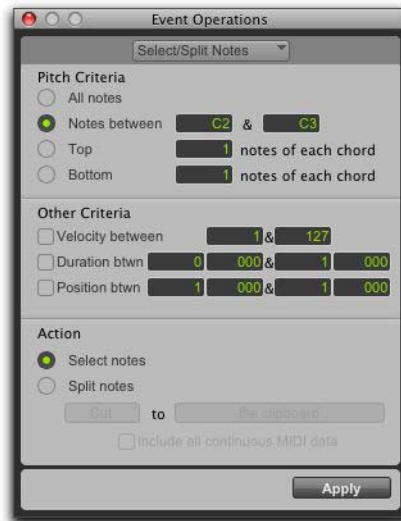 Event Operations
Select/Split Notes
Pitch Criteria
All notes
Notes between C2 & C3
Top 1 notes of each chord
Bottom 1 notes of each chord
Other Criteria
Velocity between 1 & 127
Duration btwn 0 000 & 1 000
Position btwn 1 000 & 1 000
Action
Select notes
Split notes
Cut to the clipboard
Include all continuous MIDI data
Apply